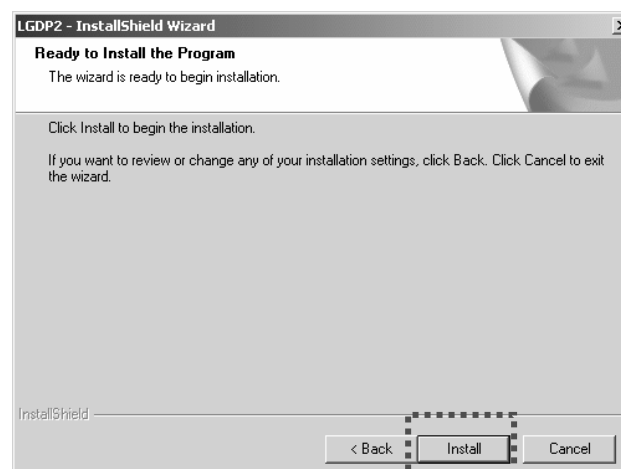 LGDP2 - InstallShield Wizard
Ready to Install the Program
The wizard is ready to begin installation.
Click Install to begin the installation.
If you want to review or change any of your installation settings, click Back. Click Cancel to exit
the wizard.
InstallShield
< Back Install Cancel